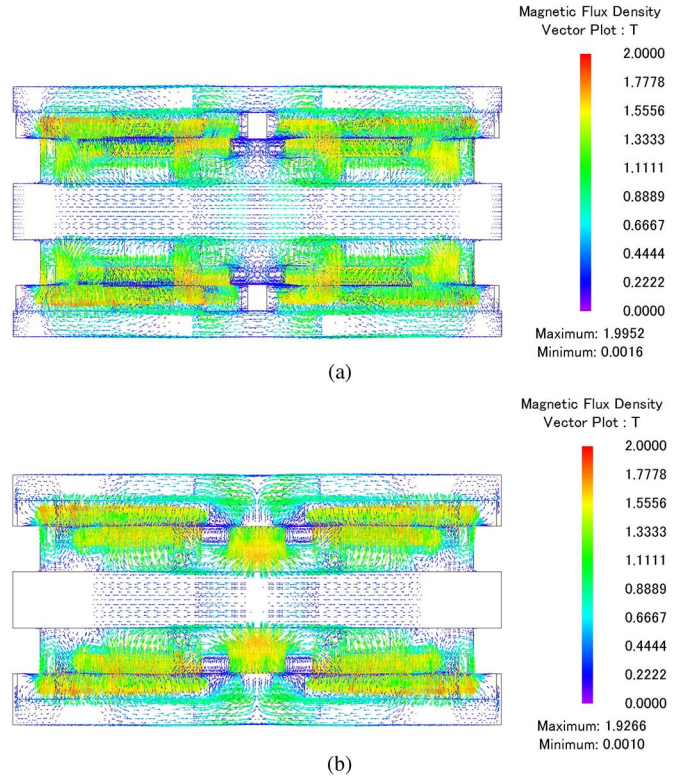 Magnetic Flux Density
Vector Plot : T
2.0000
1.7778
1.5556
1.3333
1.1111
0.8889
0.6667
0.4444
0.2222
0.0000
Maximum: 1.9952
Minimum: 0.0016
(a)
Magnetic Flux Density
Vector Plot : T
2.0000
1.7778
1.5556
1.3333
1.1111
0.8889
0.6667
0.4444
0.2222
0.0000
Maximum: 1.9266
Minimum: 0.0010
(b)